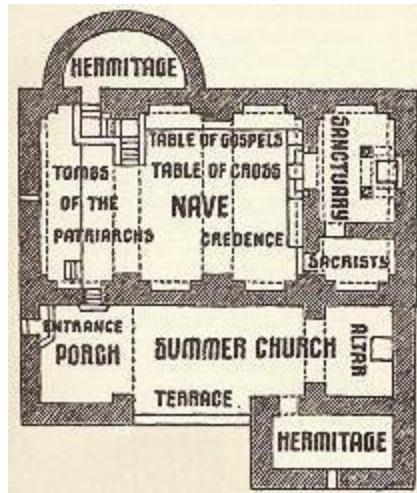 HERMITAGE
TABLE OF GOSPELS
SANCTUARY
TOMBS
TABLE OF CROSS
OF THE
NAVE
PATRIARCHS
CREDENCE
SACRISTS
ENTRANCE
PORCH
SUMMER CHURCH
ALTAR
TERRACE
HERMITAGE